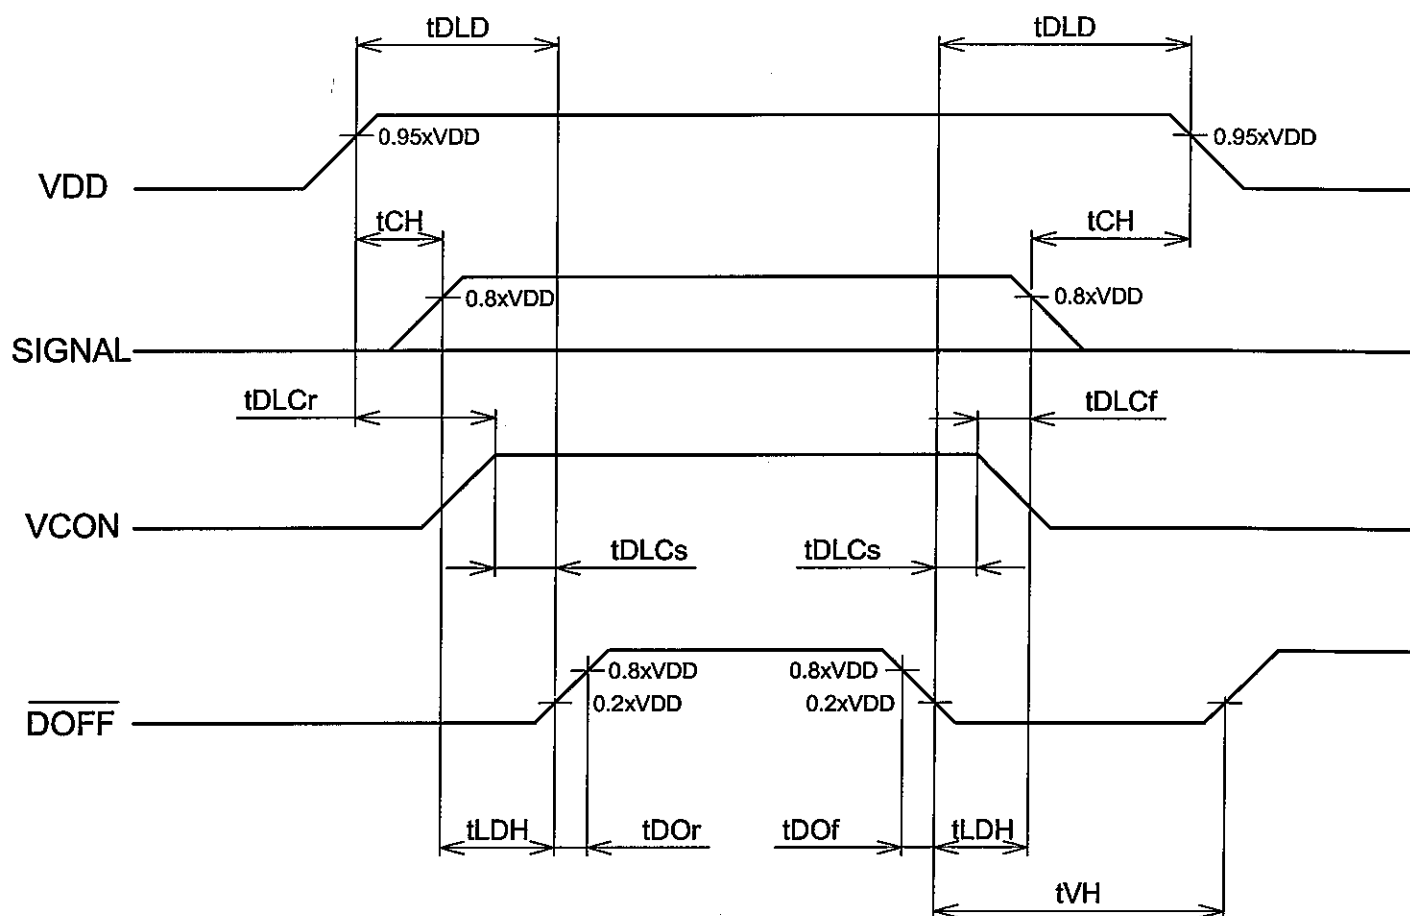 tDLD tDLD
0.95xVDD 0.95xVDD
VDD
tCH tCH
0.8xVDD 0.8xVDD
SIGNAL
tDLCr tDLCf
VCON
tDLCs tDLCs
0.8xVDD 0.8xVDD
DOFF 0.2xVDD 0.2xVDD
tLDH tDOr tDOf tLDH
tVH